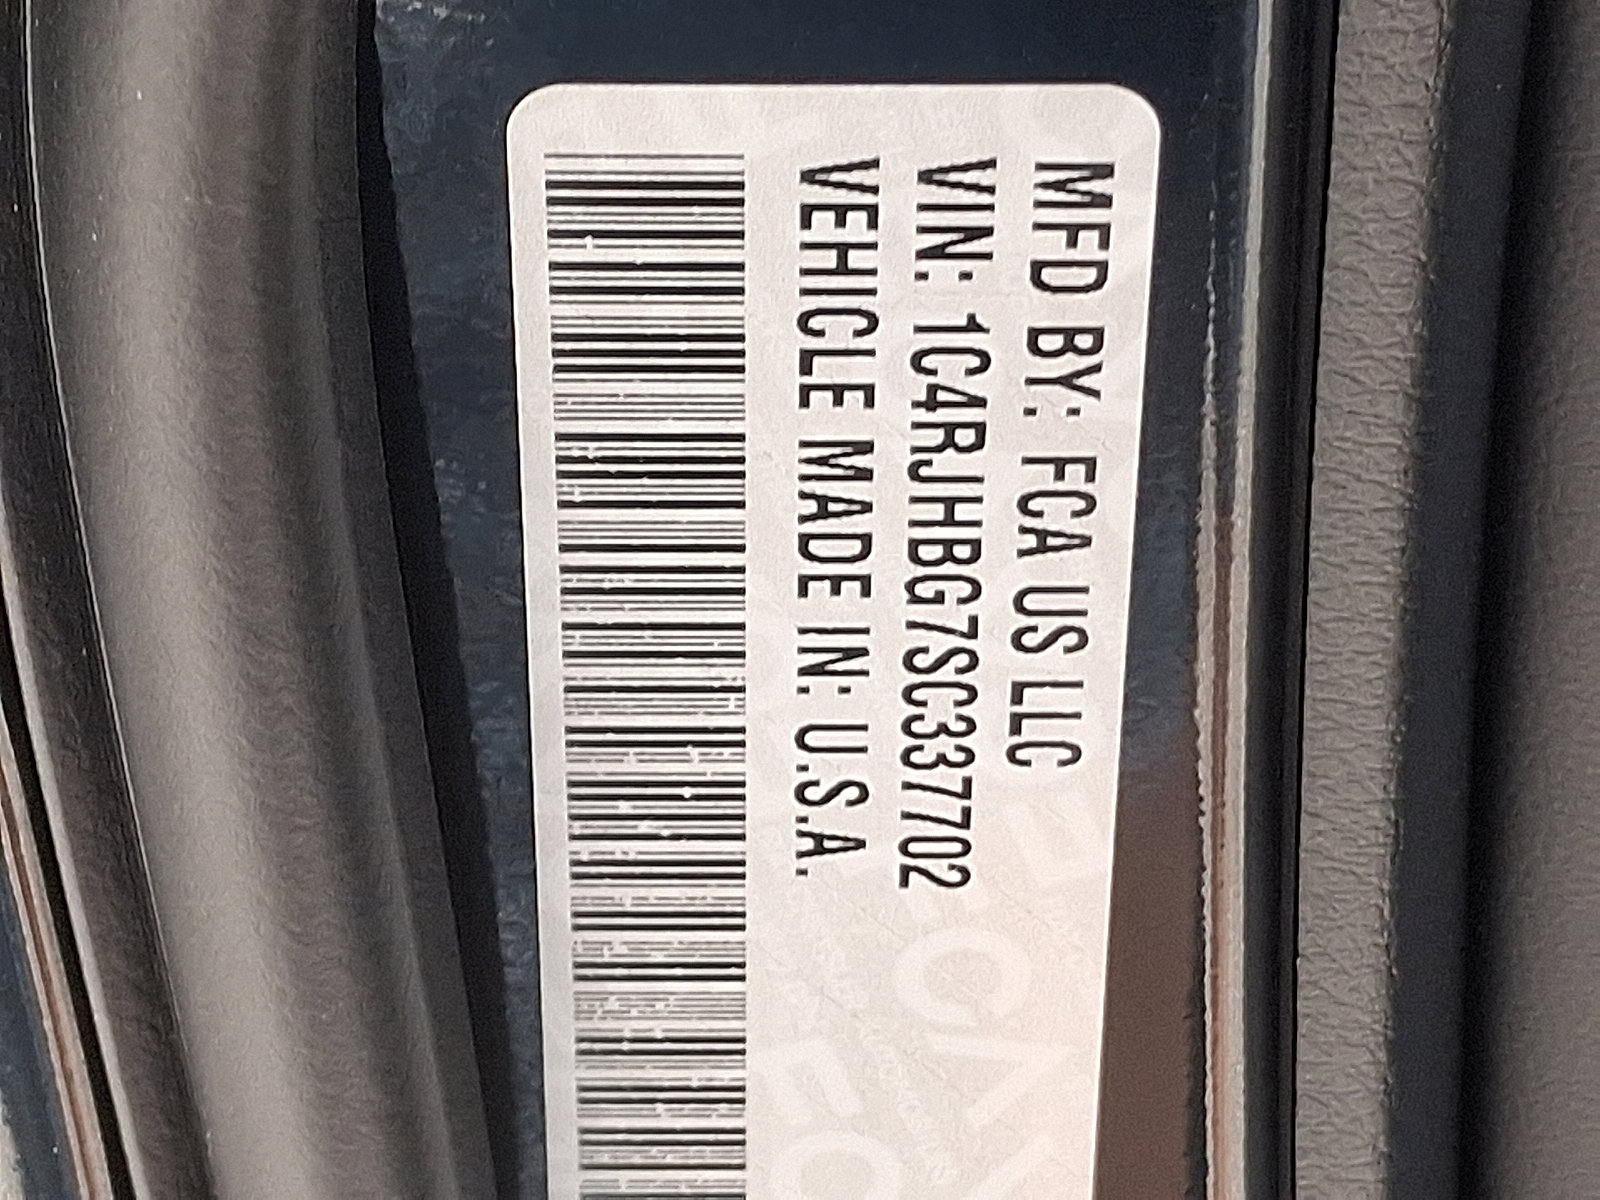 MFD BY: FCA US LLC
VIN: 1C4RJHBG7SC337702
VEHICLE MADE IN: U.S.A.